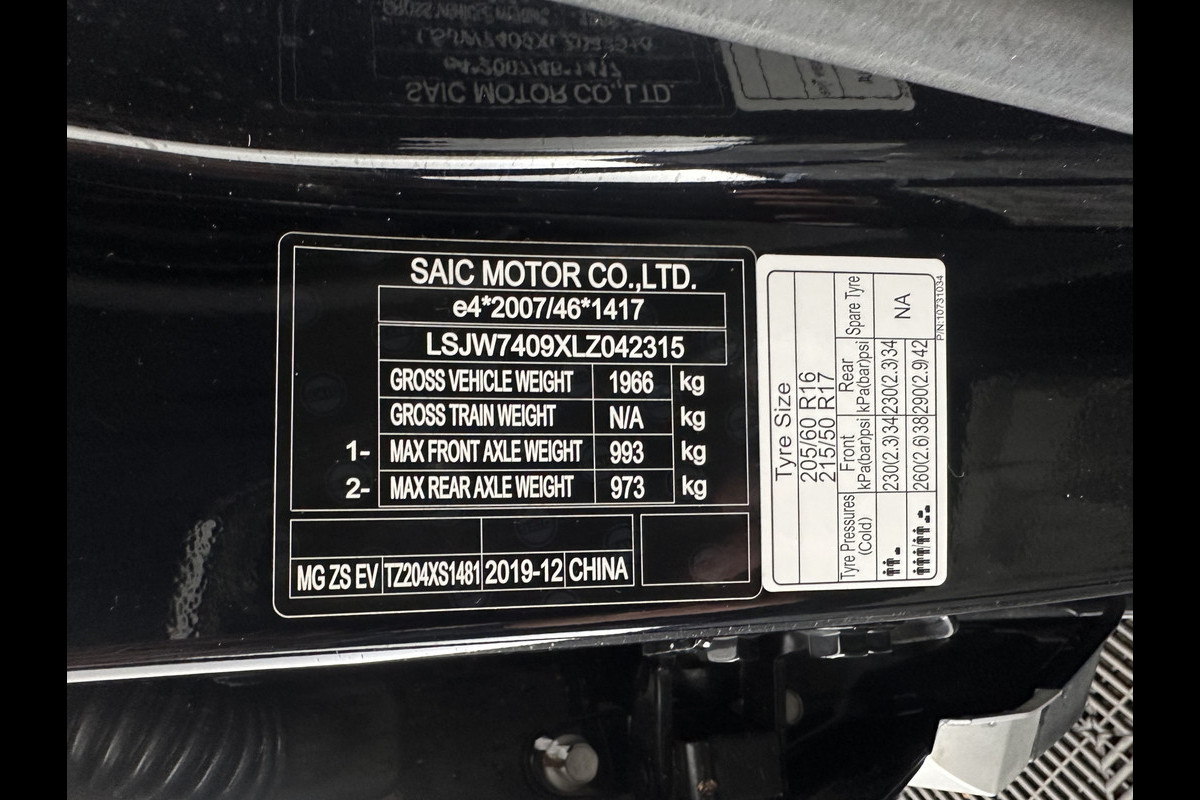 SAIC MOTOR CO.,LTD.
e4*2007/46*1417
LSJW7409XLZ042315
GROSS VEHICLE WEIGHT 1966 kg
GROSS TRAIN WEIGHT N/A kg
1- MAX FRONT AXLE WEIGHT 993 kg
2- MAX REAR AXLE WEIGHT 973 kg
MG ZS EV TZ204XS1481 2019-12 CHINA
Tyre Size
205/60 R16
215/50 R17
Tyre Pressures (Cold)
Front kPa(bar)psi
Rear kPa(bar)psi
Spare Tyre
230(2.3)34 230(2.3)34
260(2.6)38 290(2.9)42
NA
P/N:10731034